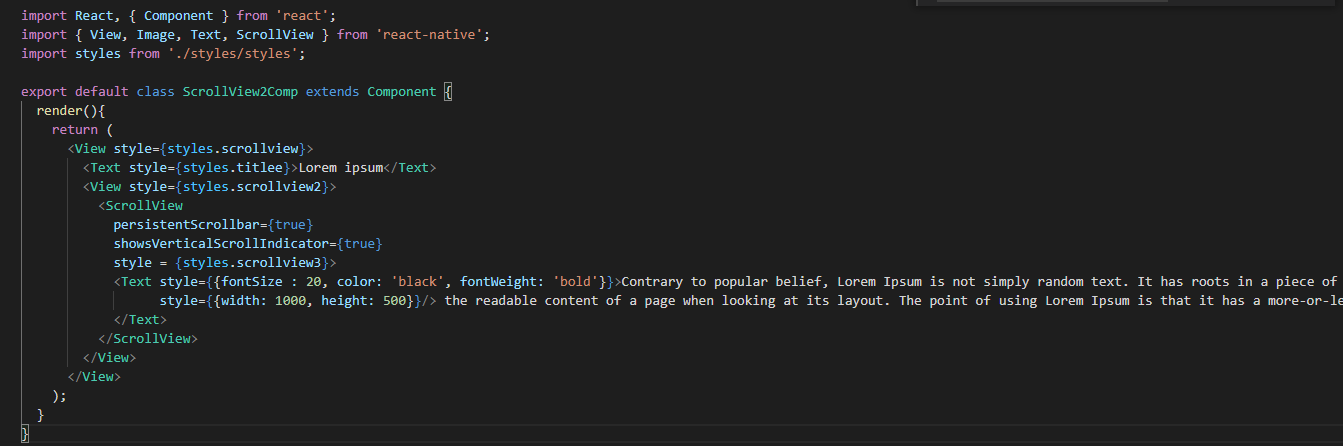 import React, { Component } from 'react';
import { View, Image, Text, ScrollView } from 'react-native';
import styles from './styles/styles';

export default class ScrollView2Comp extends Component {
  render(){
    return (
      <View style={styles.scrollview}>
        <Text style={styles.titlee}>Lorem ipsum</Text>
        <View style={styles.scrollview2}>
          <ScrollView
            persistentScrollbar={true}
            showsVerticalScrollIndicator={true}
            style = {styles.scrollview3}>
            <Text style={{fontSize : 20, color: 'black', fontWeight: 'bold'}}>Contrary to popular belief, Lorem Ipsum is not simply random text. It has roots in a piece of
                  style={{width: 1000, height: 500}}/> the readable content of a page when looking at its layout. The point of using Lorem Ipsum is that it has a more-or-le
            </Text>
          </ScrollView>
        </View>
      </View>
    );
  }
}